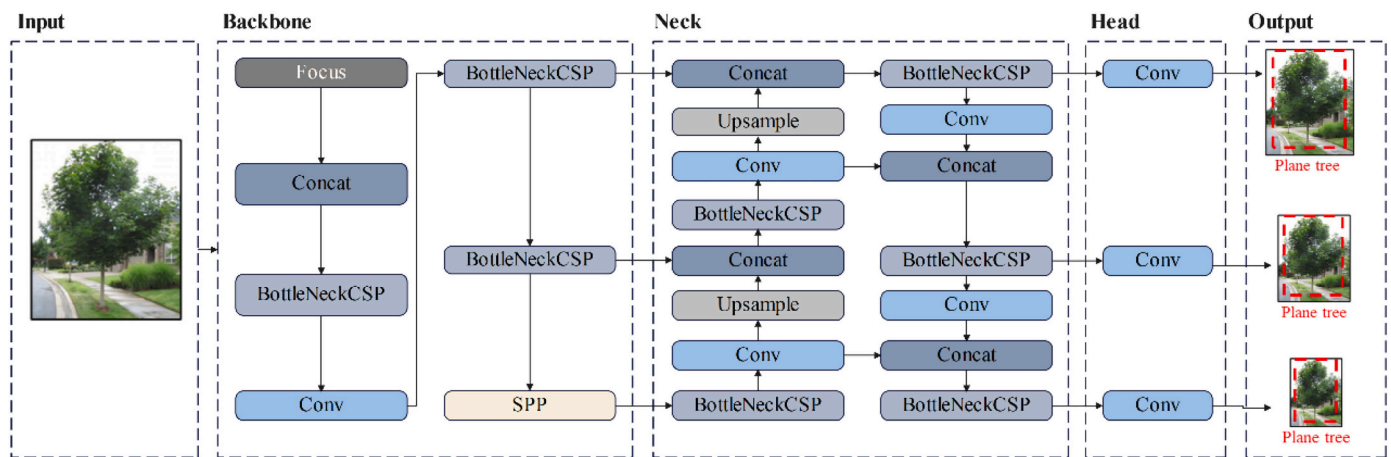 Input
Backbone
Neck
Head
Output
Focus
Concat
BottleNeckCSP
Conv
BottleNeckCSP
BottleNeckCSP
SPP
Concat
Upsample
Conv
BottleNeckCSP
Concat
Upsample
Conv
BottleNeckCSP
BottleNeckCSP
Conv
Concat
BottleNeckCSP
Conv
Concat
BottleNeckCSP
Conv
Conv
Conv
Plane tree
Plane tree
Plane tree